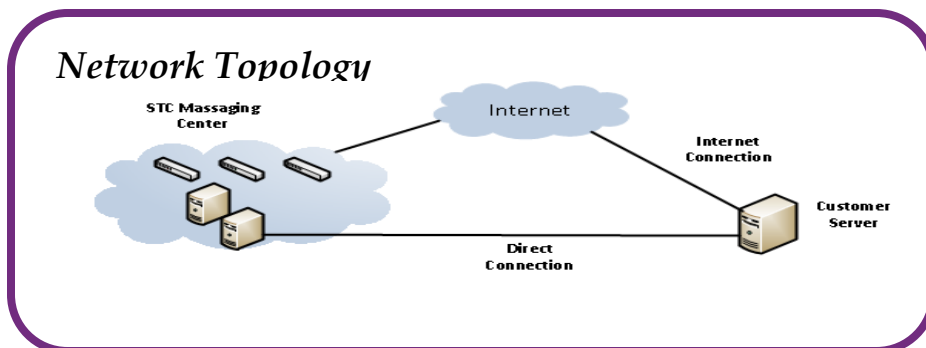 Network Topology
STC Massaging
Center
Internet
Internet
Connection
Customer
Server
Direct
Connection